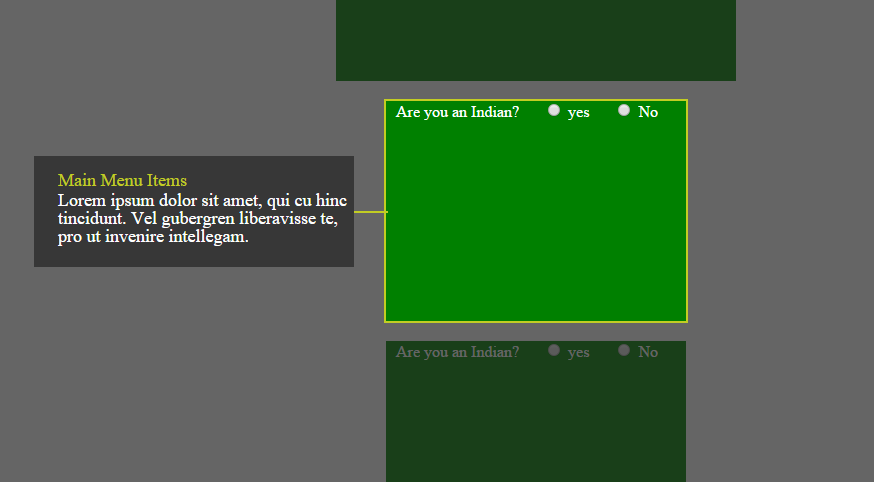 Are you an Indian? yes No
Main Menu Items
Lorem ipsum dolor sit amet, qui cu hinc
tincidunt. Vel gubergren liberavisse te,
pro ut invenire intellegam.
Are you an Indian? yes No